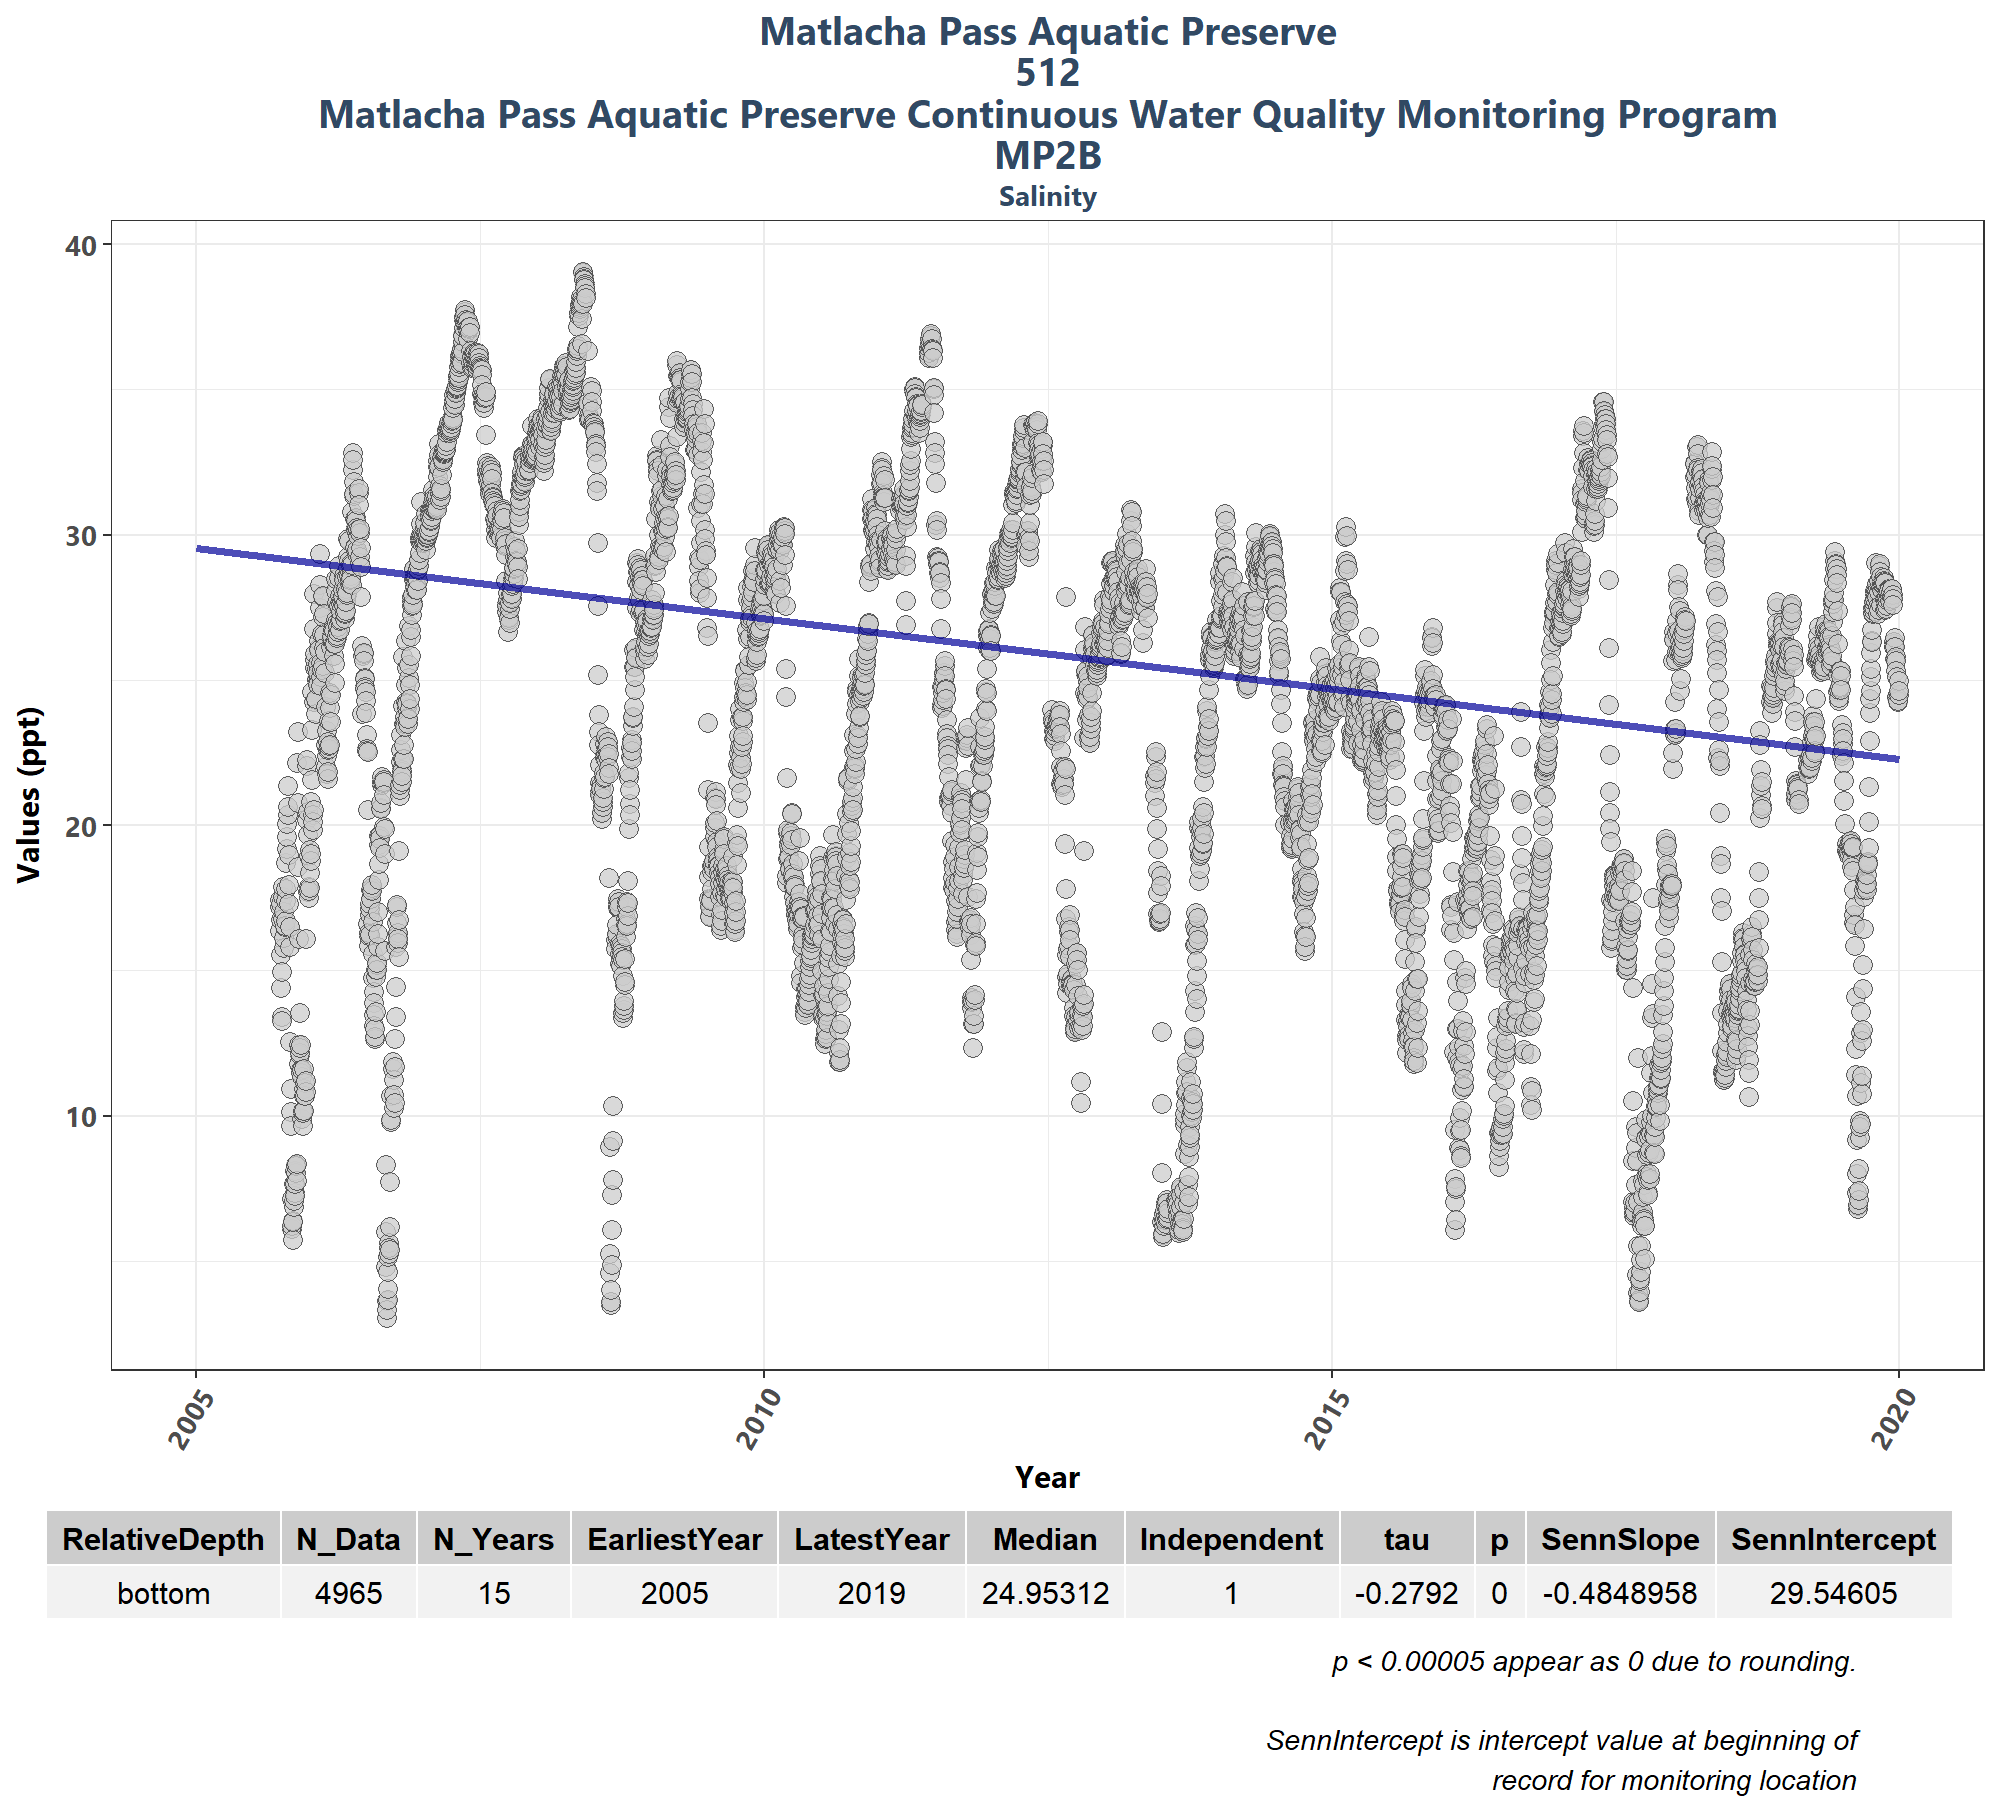 Matlacha Pass Aquatic Preserve
512
Matlacha Pass Aquatic Preserve Continuous Water Quality Monitoring Program
MP2B
Salinity
Values (ppt)
40
30
20
10
2005
2010
2015
2020
Year
RelativeDepth N_Data N_Years EarliestYear LatestYear Median Independent tau p SennSlope SennIntercept
bottom 4965 15 2005 2019 24.95312 1 -0.2792 0 -0.4848958 29.54605
p < 0.00005 appear as 0 due to rounding.
SennIntercept is intercept value at beginning of
record for monitoring location